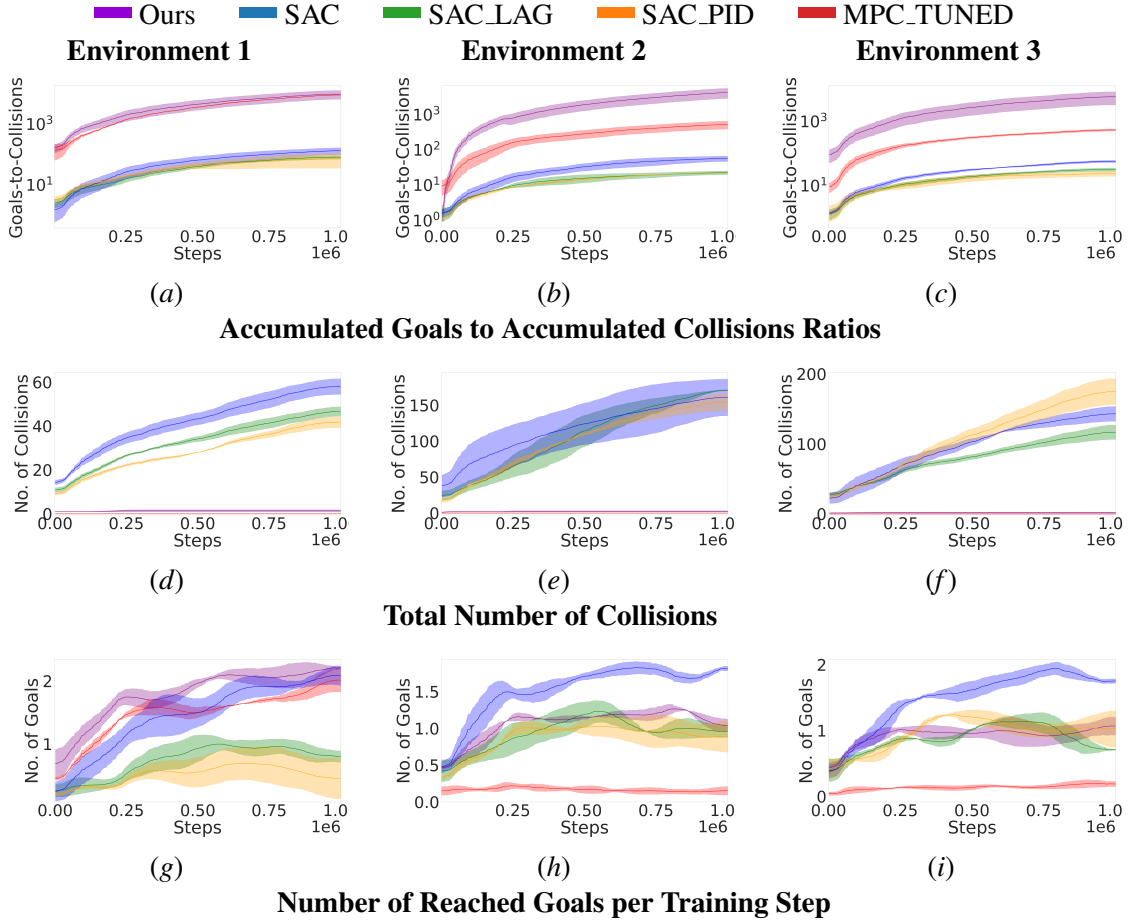 Ours SAC SAC_LAG SAC_PID MPC_TUNED
Environment 1 Environment 2 Environment 3
Goals-to-Collisions
10^3
10^1
0.25 0.50 0.75 1.0
Steps 1e6
(a)
Goals-to-Collisions
10^3
10^2
10^1
10^0
0.00 0.25 0.50 0.75 1.0
Steps 1e6
(b)
Goals-to-Collisions
10^3
10^1
0.00 0.25 0.50 0.75 1.0
Steps 1e6
(c)
Accumulated Goals to Accumulated Collisions Ratios
No. of Collisions
60
40
20
0
0.00 0.25 0.50 0.75 1.0
Steps 1e6
(d)
No. of Collisions
150
100
50
0
0.00 0.25 0.50 0.75 1.0
Steps 1e6
(e)
No. of Collisions
200
100
0
0.00 0.25 0.50 0.75 1.0
Steps 1e6
(f)
Total Number of Collisions
No. of Goals
2
1
0.00 0.25 0.50 0.75 1.0
Steps 1e6
(g)
No. of Goals
1.5
1.0
0.5
0.0
0.00 0.25 0.50 0.75 1.0
Steps 1e6
(h)
No. of Goals
2
1
0
0.00 0.25 0.50 0.75 1.0
Steps 1e6
(i)
Number of Reached Goals per Training Step